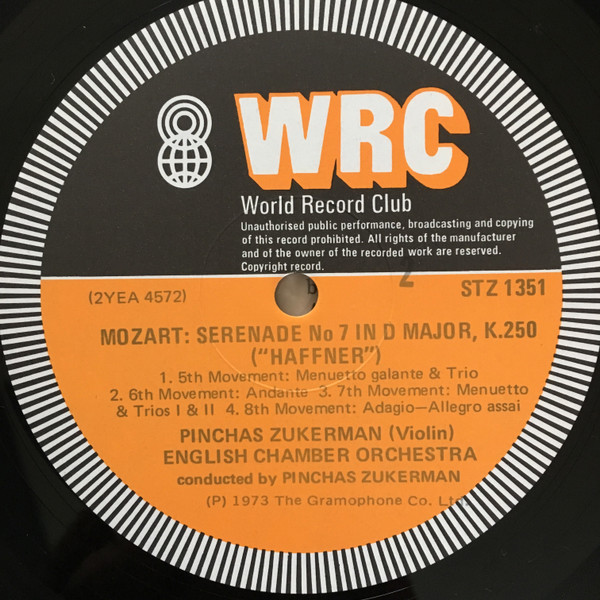 WRC
World Record Club
Unauthorised public performance, broadcasting and copying
of this record prohibited. All rights of the manufacturer
and of the owner of the recorded work are reserved.
Copyright record.
2
(2YEA 4572)
STZ 1351
MOZART: SERENADE No 7 IN D MAJOR, K.250
("HAFFNER")
1. 5th Movement: Menuetto galante & Trio
2. 6th Movement: Andante 3. 7th Movement: Menuetto
& Trios I & II 4. 8th Movement: Adagio—Allegro assai
PINCHAS ZUKERMAN (Violin)
ENGLISH CHAMBER ORCHESTRA
conducted by PINCHAS ZUKERMAN
(P) 1973 The Gramophone Co. Ltd